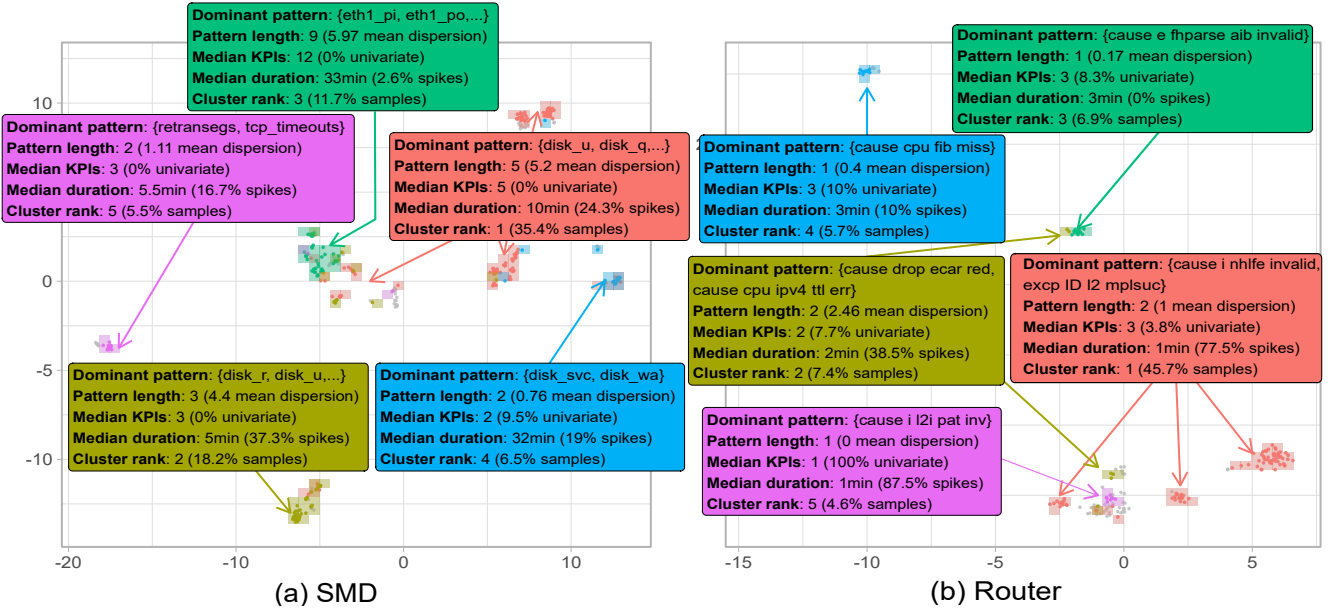 Dominant pattern: {eth1_pi, eth1_po,...}
Pattern length: 9 (5.97 mean dispersion)
Median KPIs: 12 (0% univariate)
Median duration: 33min (2.6% spikes)
Cluster rank: 3 (11.7% samples)
Dominant pattern: {retransegs, tcp_timeouts}
Pattern length: 2 (1.11 mean dispersion)
Median KPIs: 3 (0% univariate)
Median duration: 5.5min (16.7% spikes)
Cluster rank: 5 (5.5% samples)
Dominant pattern: {disk_u, disk_q,...}
Pattern length: 5 (5.2 mean dispersion)
Median KPIs: 5 (0% univariate)
Median duration: 10min (24.3% spikes)
Cluster rank: 1 (35.4% samples)
Dominant pattern: {disk_r, disk_u,...}
Pattern length: 3 (4.4 mean dispersion)
Median KPIs: 3 (0% univariate)
Median duration: 5min (37.3% spikes)
Cluster rank: 2 (18.2% samples)
Dominant pattern: {disk_svc, disk_wa}
Pattern length: 2 (0.76 mean dispersion)
Median KPIs: 2 (9.5% univariate)
Median duration: 32min (19% spikes)
Cluster rank: 4 (6.5% samples)
10
0
-5
-10
-20
-10
0
10
(a) SMD
Dominant pattern: {cause e fhparse aib invalid}
Pattern length: 1 (0.17 mean dispersion)
Median KPIs: 3 (8.3% univariate)
Median duration: 3min (0% spikes)
Cluster rank: 3 (6.9% samples)
Dominant pattern: {cause cpu fib miss}
Pattern length: 1 (0.4 mean dispersion)
Median KPIs: 3 (10% univariate)
Median duration: 3min (10% spikes)
Cluster rank: 4 (5.7% samples)
Dominant pattern: {cause drop ecar red,
cause cpu ipv4 ttl err}
Pattern length: 2 (2.46 mean dispersion)
Median KPIs: 2 (7.7% univariate)
Median duration: 2min (38.5% spikes)
Cluster rank: 2 (7.4% samples)
Dominant pattern: {cause i nhlfe invalid,
excp ID l2 mplsuc}
Pattern length: 2 (1 mean dispersion)
Median KPIs: 3 (3.8% univariate)
Median duration: 1min (77.5% spikes)
Cluster rank: 1 (45.7% samples)
Dominant pattern: {cause i l2i pat inv}
Pattern length: 1 (0 mean dispersion)
Median KPIs: 1 (100% univariate)
Median duration: 1min (87.5% spikes)
Cluster rank: 5 (4.6% samples)
-15
-10
-5
0
5
(b) Router